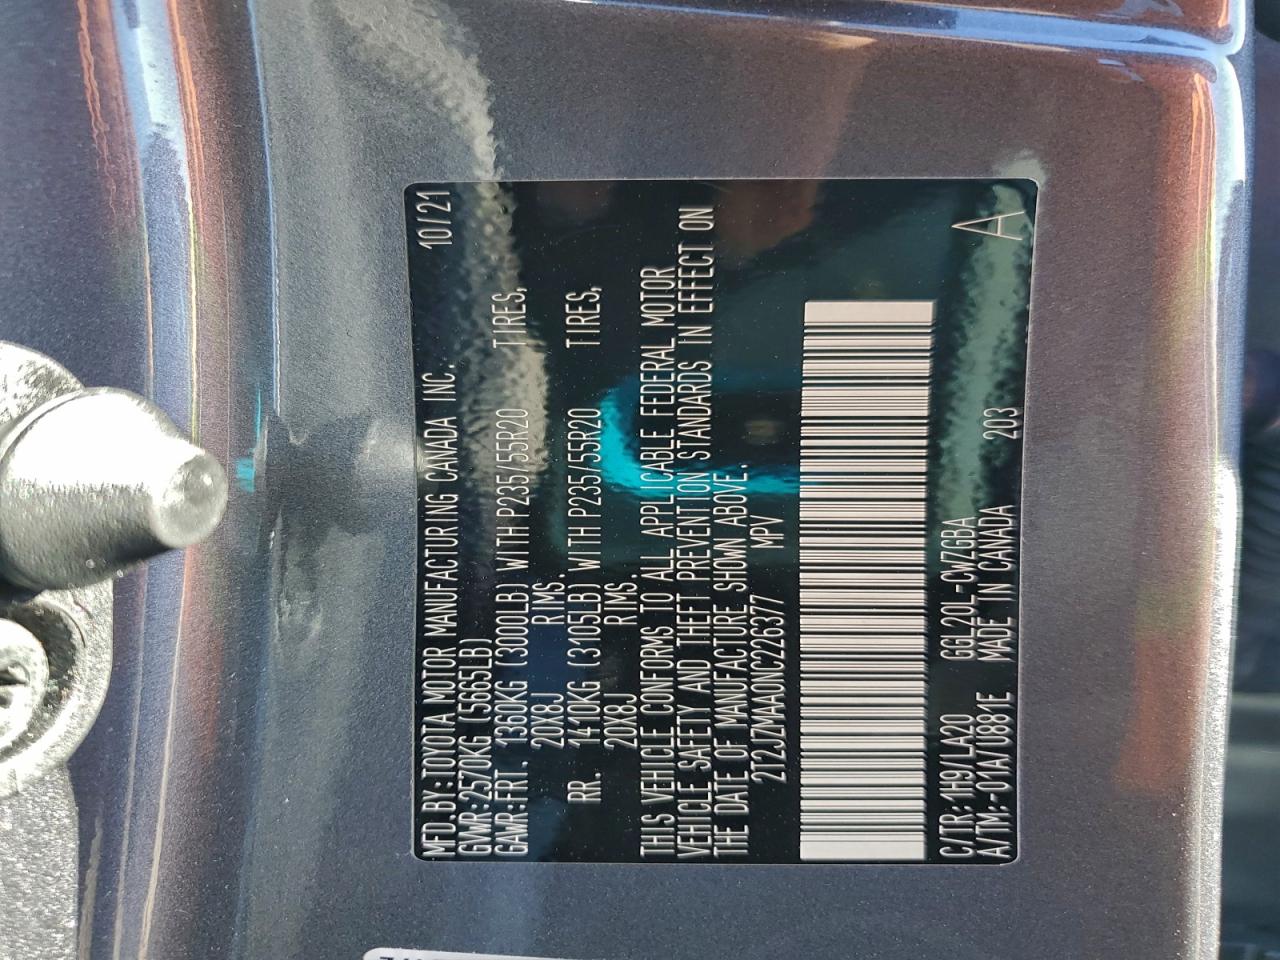 MFD. BY: TOYOTA MOTOR MANUFACTURING CANADA INC. 10/21
GVWR: 2570KG (5665LB)
GAWR: FRT. 1360KG (3000LB) WITH P235/55R20 TIRES,
20X8J RIMS.
RR. 1410KG (3105LB) WITH P235/55R20 TIRES,
20X8J RIMS.
THIS VEHICLE CONFORMS TO ALL APPLICABLE FEDERAL MOTOR
VEHICLE SAFETY AND THEFT PREVENTION STANDARDS IN EFFECT ON
THE DATE OF MANUFACTURE SHOWN ABOVE.
2T2JZMAA0NC226377 MPV
C/TR: 1H9/LA20 GGL20L-CWZGBA A
A/TM: -01A/U881E MADE IN CANADA 203